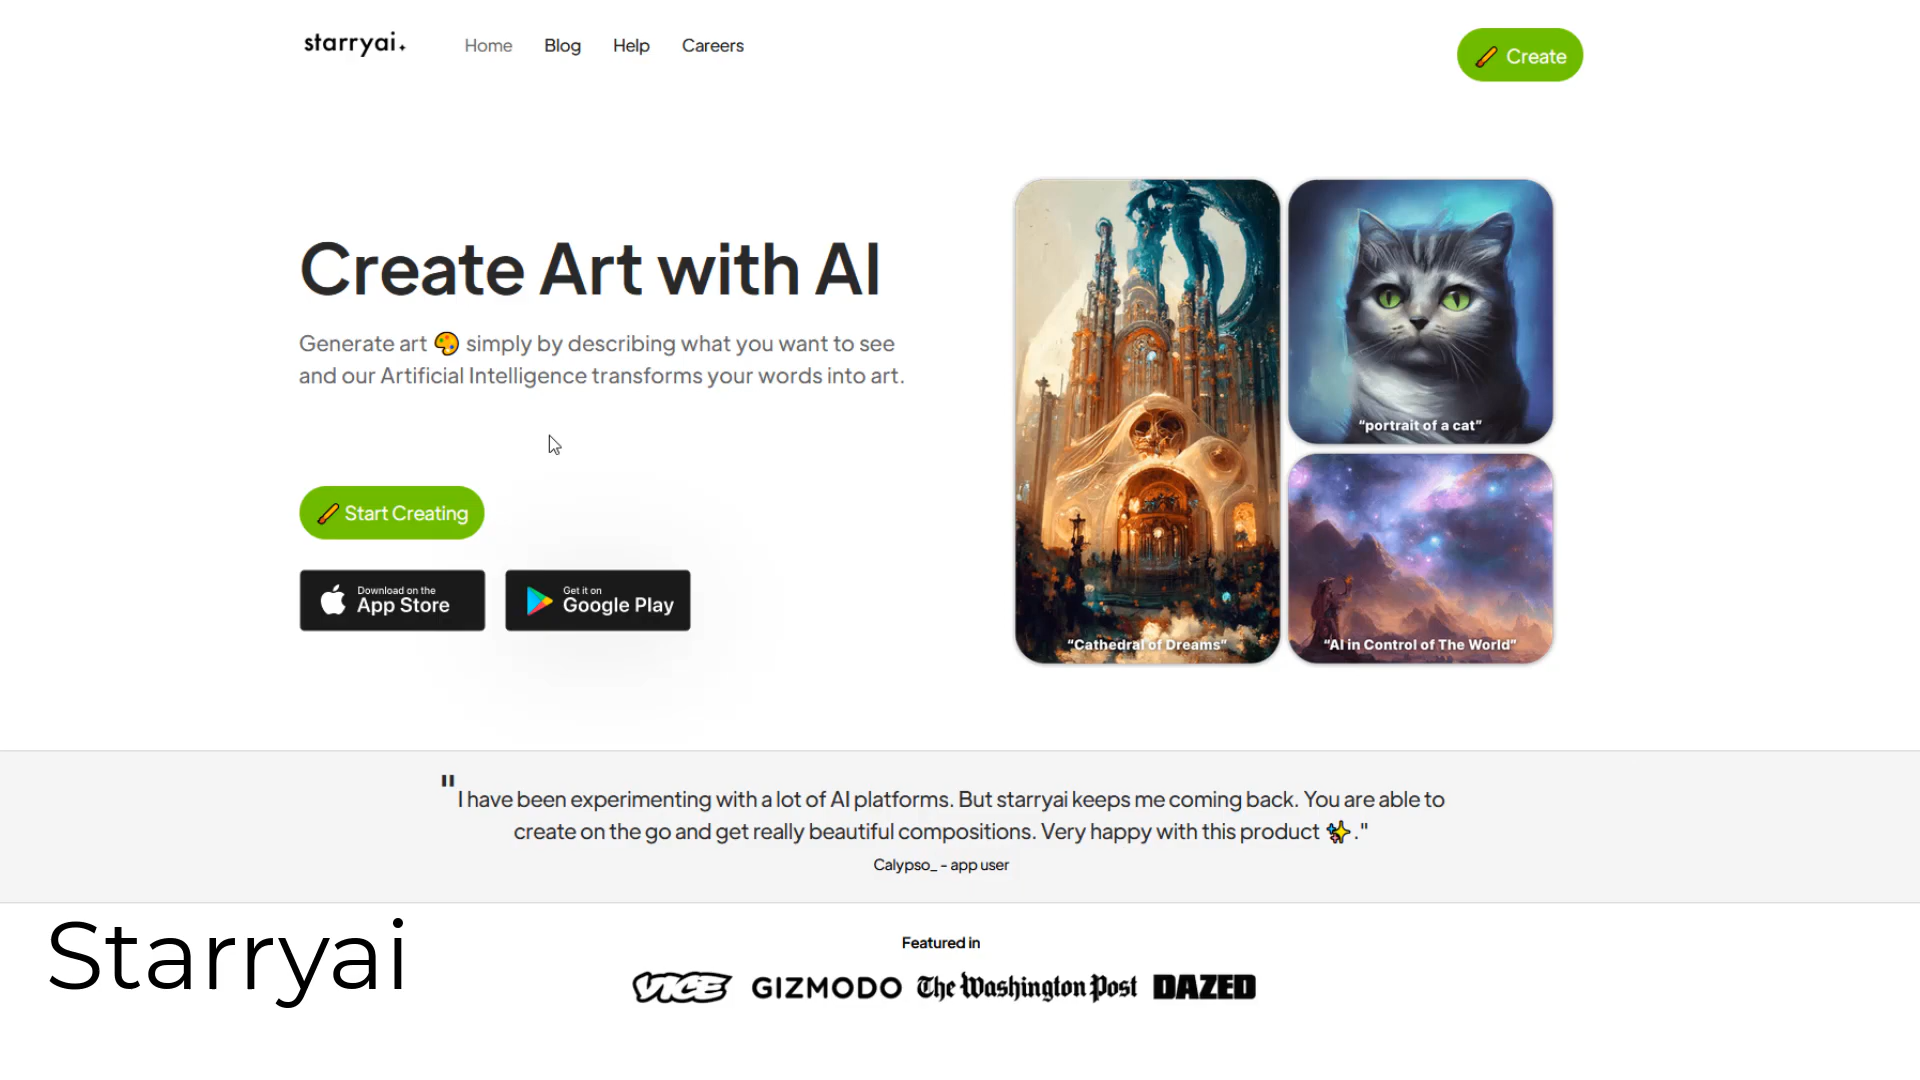 starryai
Home
Blog
Help
Careers
Create
Create Art with AI
Generate art 🎨 simply by describing what you want to see
and our Artificial Intelligence transforms your words into art.
Start Creating
Download on the
App Store
Get it on
Google Play
“Cathedral of Dreams”
“portrait of a cat”
“AI in Control of The World”
"I have been experimenting with a lot of AI platforms. But starryai keeps me coming back. You are able to
create on the go and get really beautiful compositions. Very happy with this product ✨."
Calypso_ - app user
Starryai
Featured in
VICE
GIZMODO
The Washington Post
DAZED